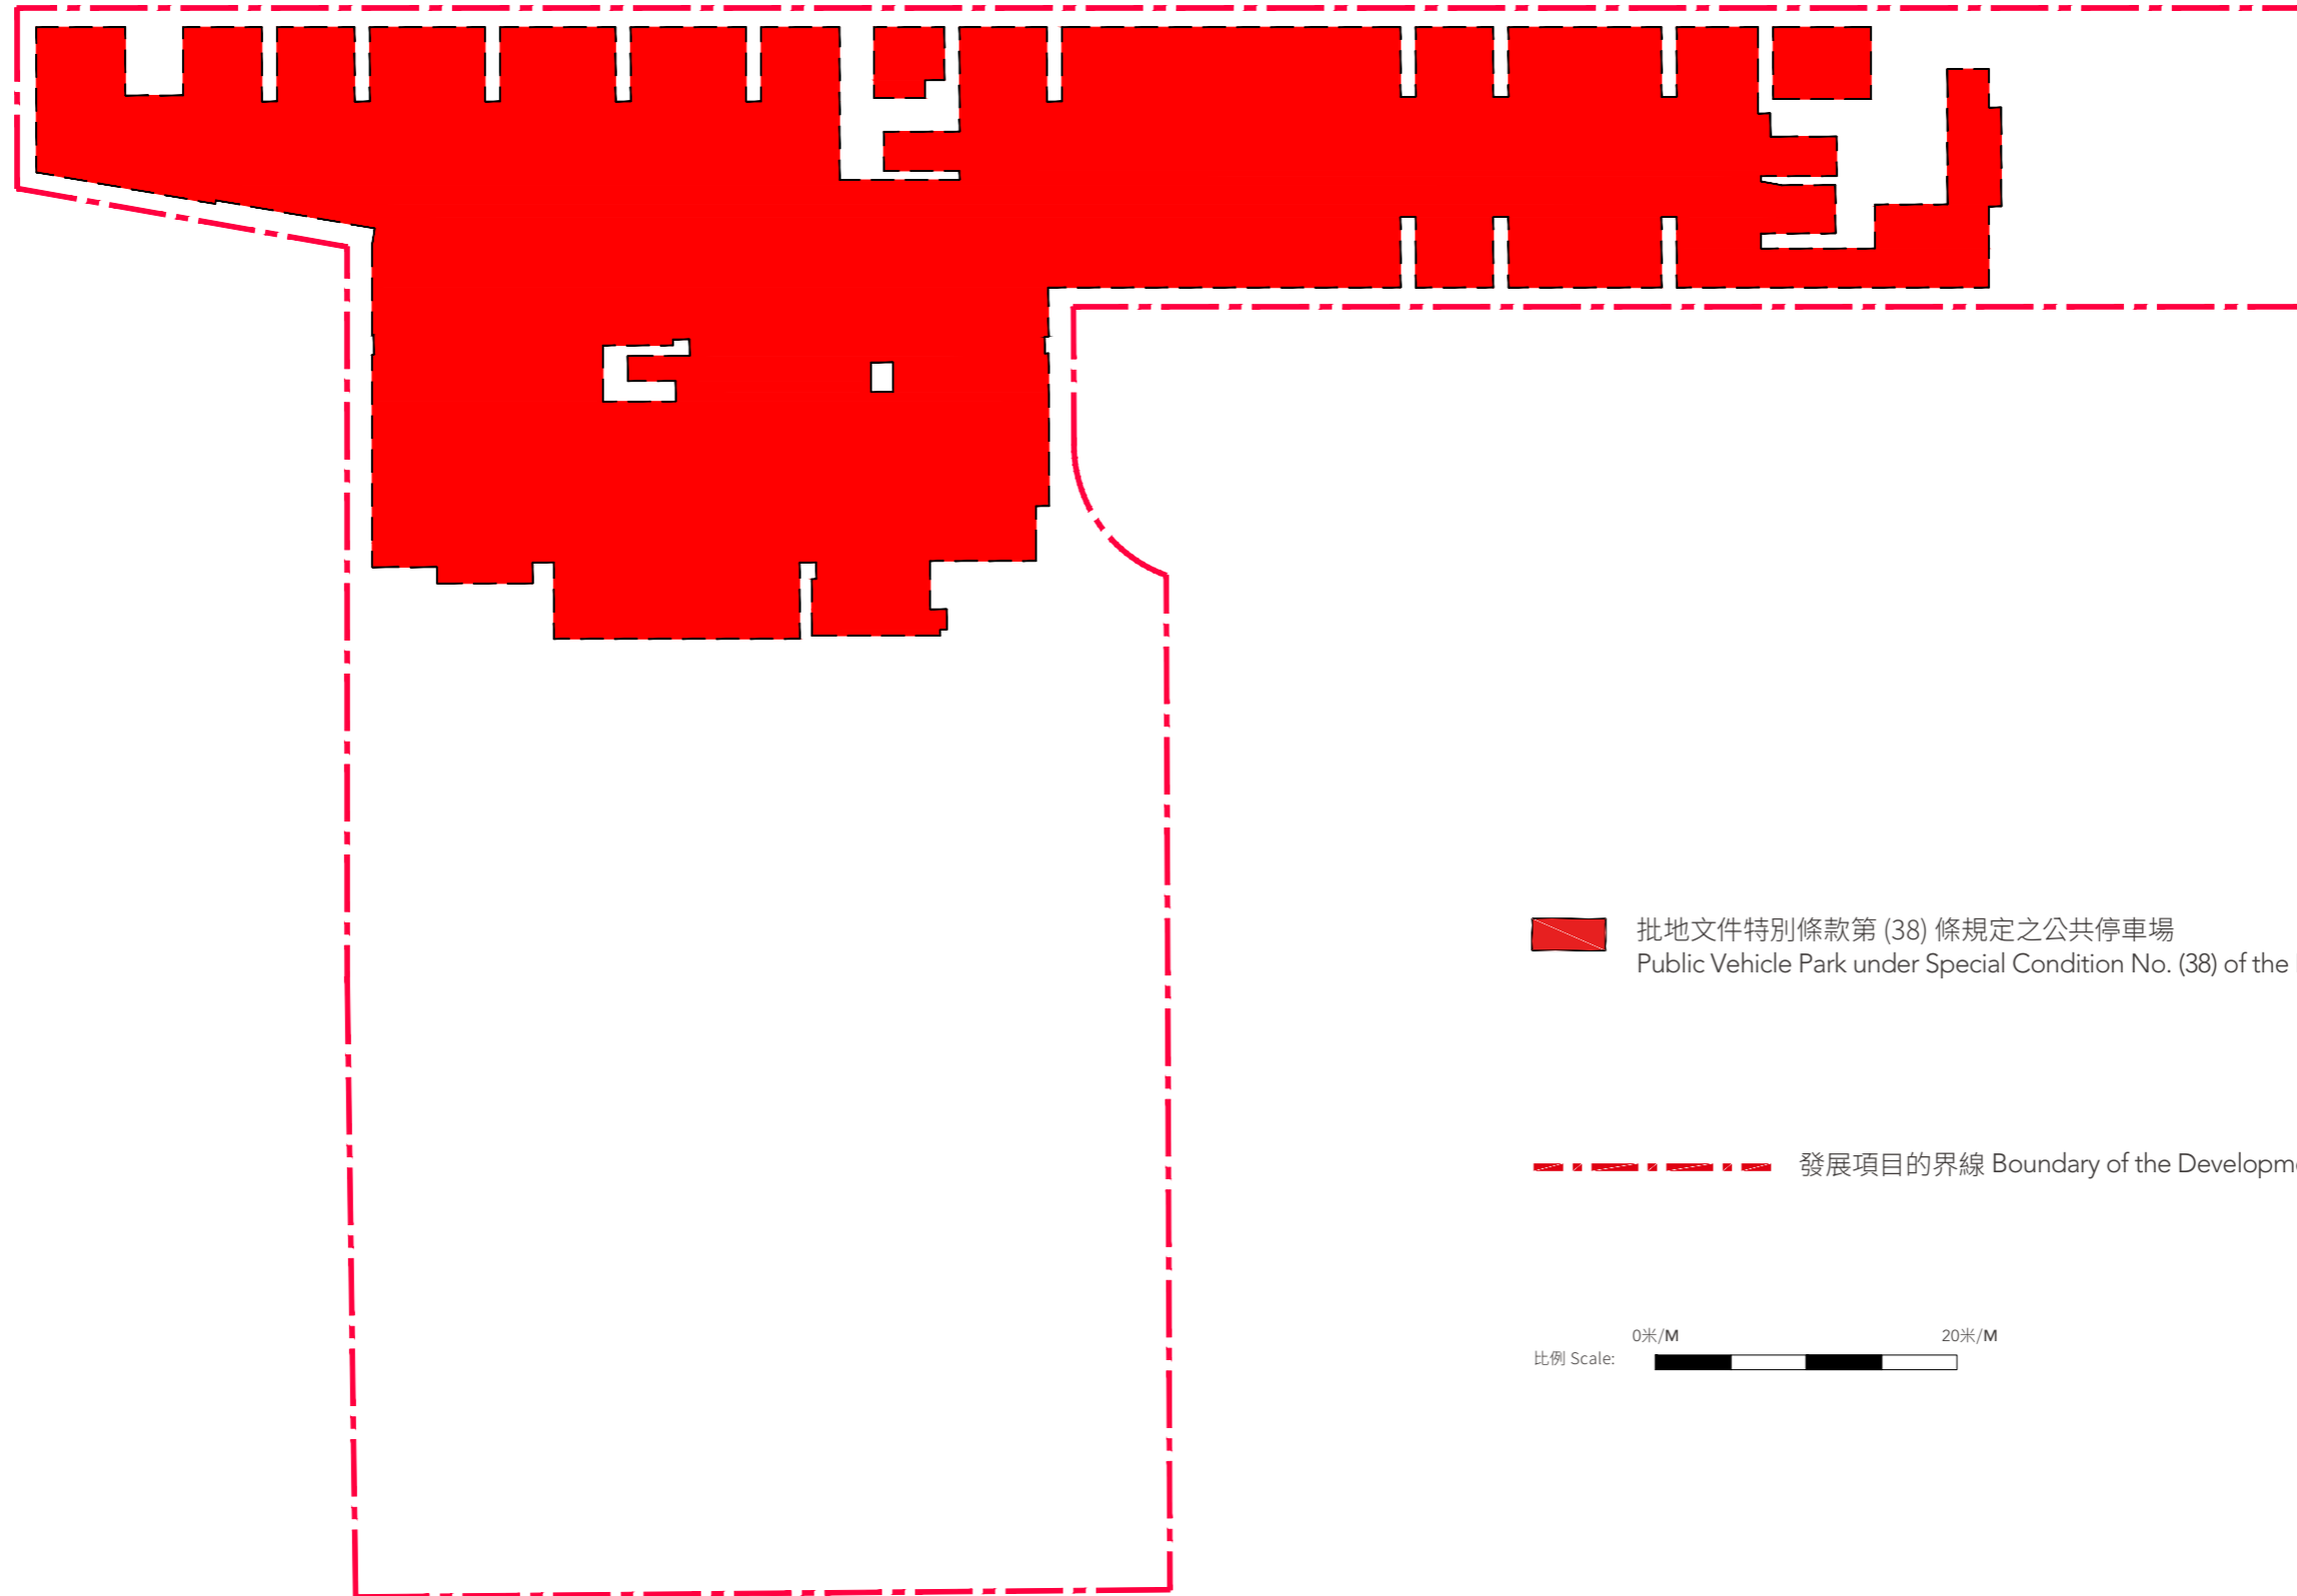 批地文件特別條款第 (38) 條規定之公共停車場
Public Vehicle Park under Special Condition No. (38) of the
發展項目的界線 Boundary of the
0米/M 20米/M
比例 Scale: